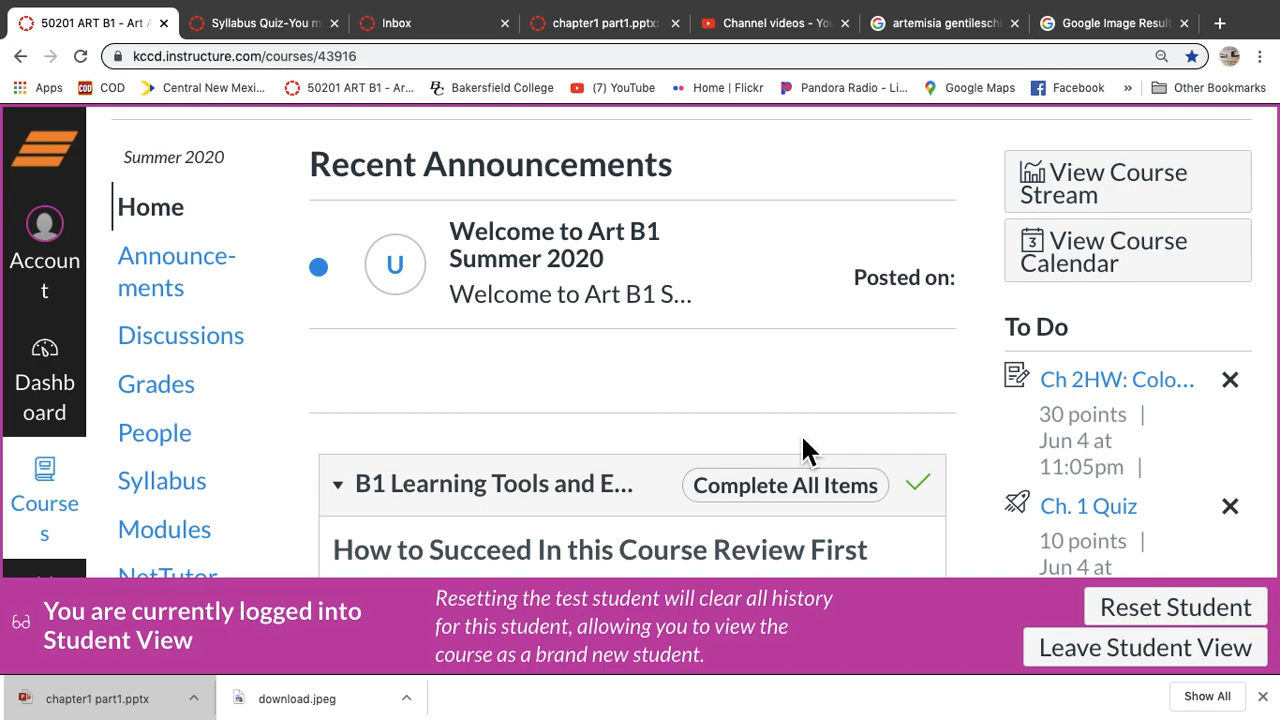 50201 ART B1 - Art A
Syllabus Quiz-You m
Inbox
chapter1 part1.pptx:
Channel videos - Yo
artemisia gentilesch
Google Image Resul
kccd.instructure.com/courses/43916
Apps
COD
Central New Mexi...
50201 ART B1 - Ar...
Bakersfield College
(7) YouTube
Home | Flickr
Pandora Radio - Li...
Google Maps
Facebook
»
Other Bookmarks
Summer 2020
Home
Announce-
ments
Discussions
Grades
People
Syllabus
Modules
NetTutor
Accoun
t
Dashb
oard
Course
s
Recent Announcements
U
Welcome to Art B1
Summer 2020
Welcome to Art B1 S...
Posted on:
B1 Learning Tools and E...
Complete All Items
How to Succeed In this Course Review First
View Course
Stream
3
View Course
Calendar
To Do
Ch 2HW: Colo...
30 points |
Jun 4 at
11:05pm |
Ch. 1 Quiz
10 points |
Jun 4 at
You are currently logged into
Student View
Resetting the test student will clear all history
for this student, allowing you to view the
course as a brand new student.
Reset Student
Leave Student View
chapter1 part1.pptx
download.jpeg
Show All